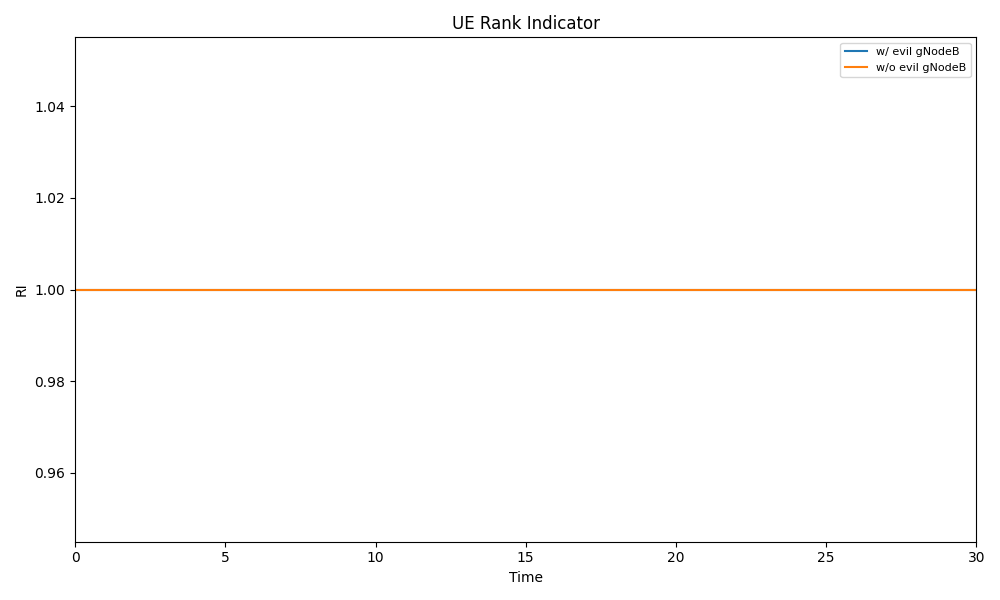 UE Rank Indicator
w/ evil gNodeB
w/o evil gNodeB
1.04
1.02
1.00
0.98
0.96
RI
0 5 10 15 20 25 30
Time